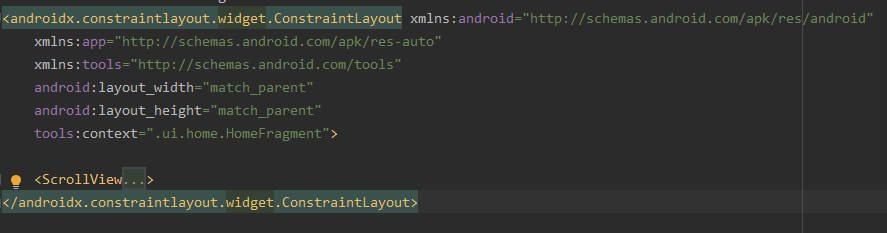 <androidx.constraintlayout.widget.ConstraintLayout xmlns:android="http://schemas.android.com/apk/res/android"
xmlns:app="http://schemas.android.com/apk/res-auto"
xmlns:tools="http://schemas.android.com/tools"
android:layout_width="match_parent"
android:layout_height="match_parent"
tools:context=".ui.home.HomeFragment">
<ScrollView...>
</androidx.constraintlayout.widget.ConstraintLayout>